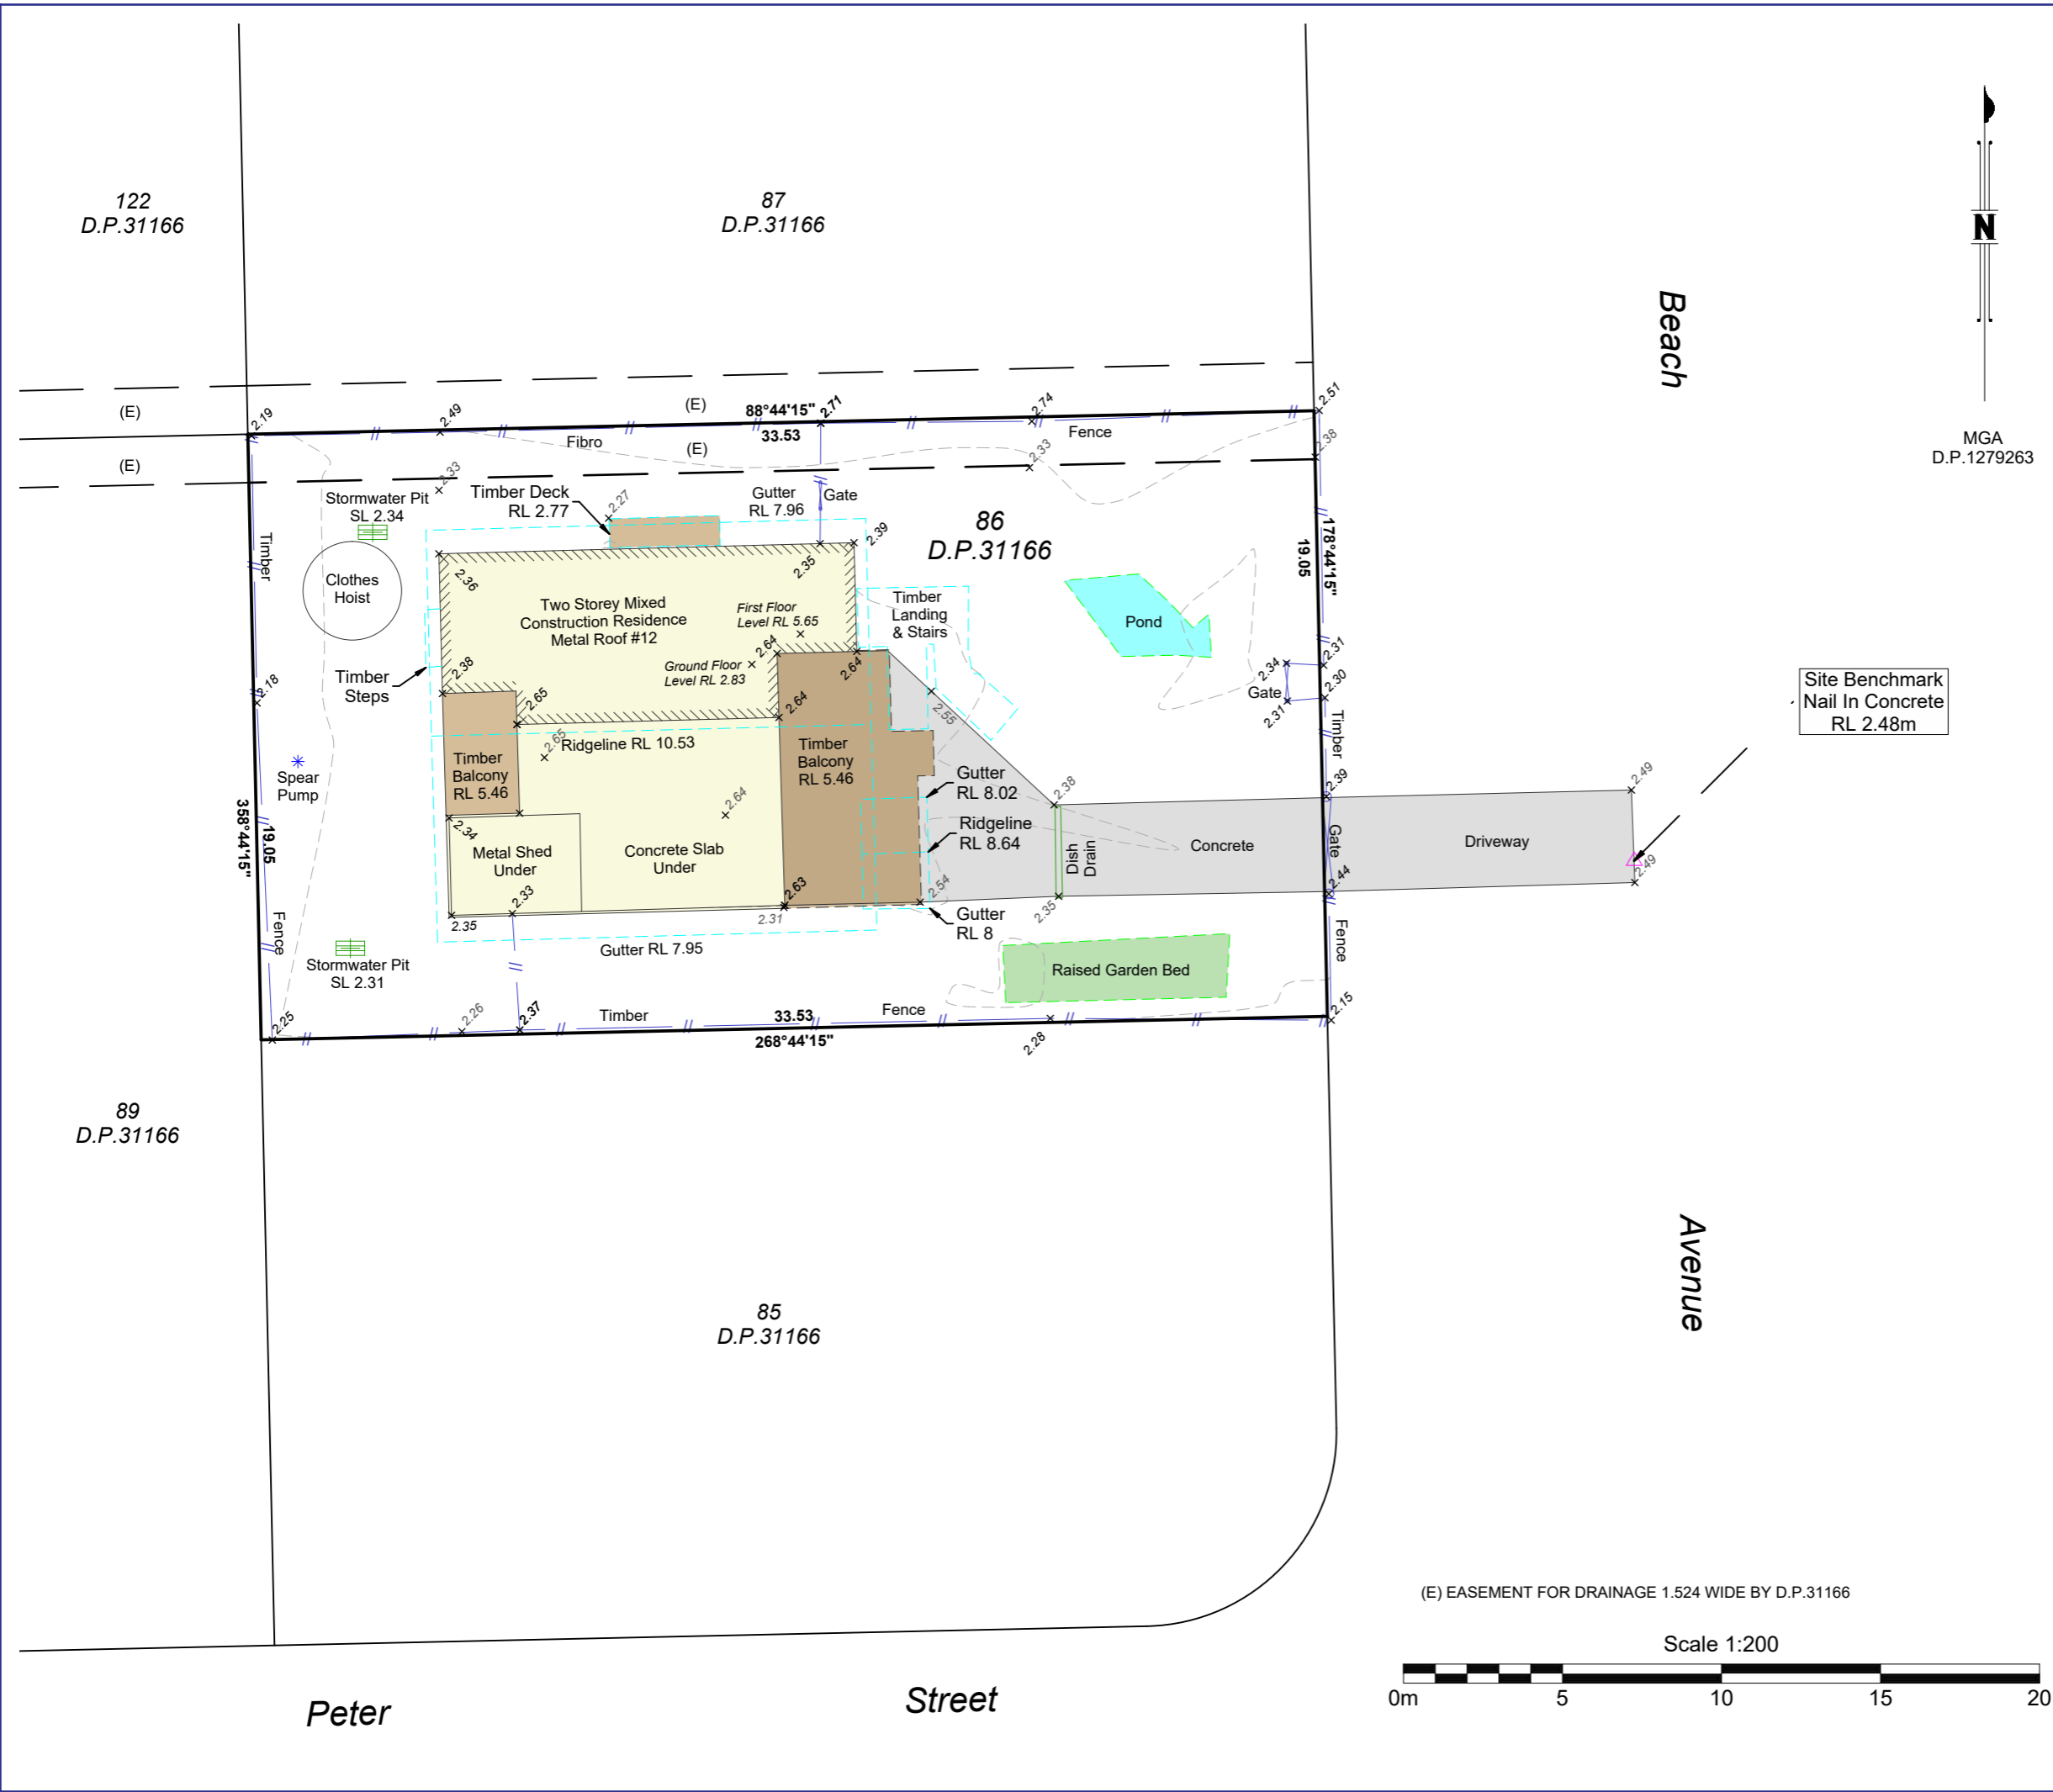 122
D.P.31166
87
D.P.31166
Beach
N
MGA
D.P.1279263
(E)
(E)
88°44'15"
33.53
2.19
2.49
2.71
2.74
2.51
Fibro
Fence
(E)
(E)
2.33
2.33
2.38
Stormwater Pit
SL 2.34
Timber Deck
RL 2.77
2.27
Gutter
RL 7.96
Gate
86
D.P.31166
178°44'15"
19.05
Timber
Clothes
Hoist
2.36
2.35
2.39
Two Storey Mixed
Construction Residence
Metal Roof #12
First Floor
Level RL 5.65
Timber
Landing
& Stairs
Pond
2.64
2.64
Ground Floor
Level RL 2.83
2.38
Timber
Steps
2.18
2.65
2.64
2.55
2.34
2.31
2.30
Gate
2.31
Timber
Site Benchmark
Nail In Concrete
RL 2.48m
Ridgeline RL 10.53
2.65
Timber
Balcony
RL 5.46
Timber
Balcony
RL 5.46
Spear
Pump
Gutter
RL 8.02
2.38
2.39
2.49
2.64
2.34
Ridgeline
RL 8.64
358°44'15"
19.05
Metal Shed
Under
Concrete Slab
Under
Dish
Drain
Concrete
Gate
Driveway
2.49
2.33
2.63
2.54
2.35
2.44
2.35
2.31
Gutter
RL 8
Fence
Fence
Gutter RL 7.95
Stormwater Pit
SL 2.31
Raised Garden Bed
2.25
2.26
2.37
Timber
33.53
Fence
2.28
2.15
268°44'15"
89
D.P.31166
85
D.P.31166
Avenue
(E) EASEMENT FOR DRAINAGE 1.524 WIDE BY D.P.31166
Scale 1:200
0m
5
10
15
20
Peter
Street